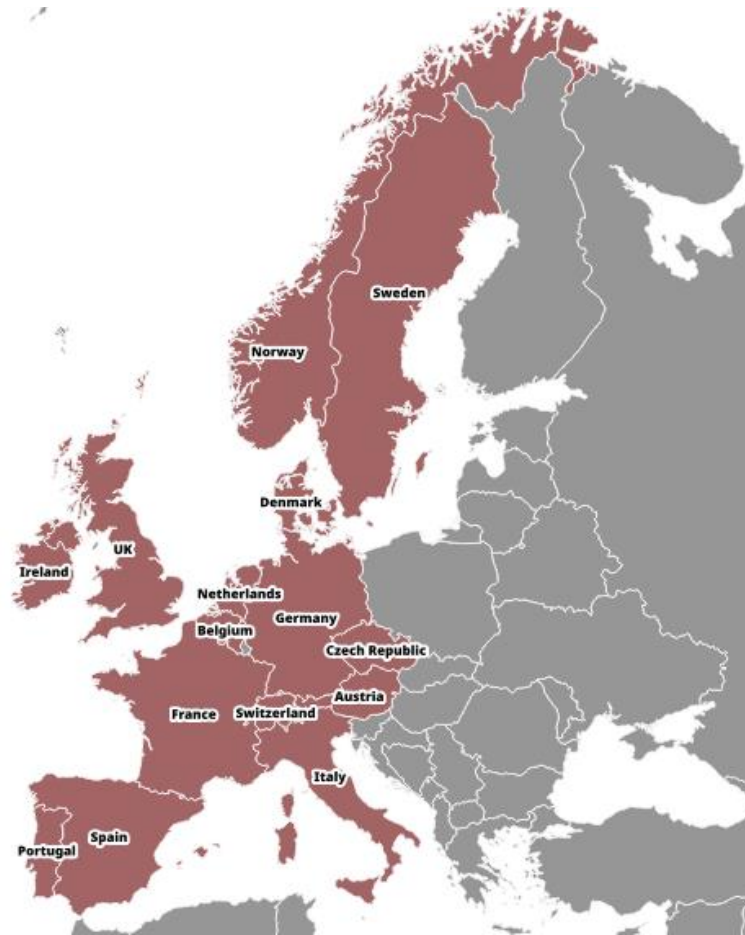 Sweden
Norway
Denmark
UK
Ireland
Netherlands
Germany
Belgium
Czech Republic
Austria
France
Switzerland
Italy
Spain
Portugal